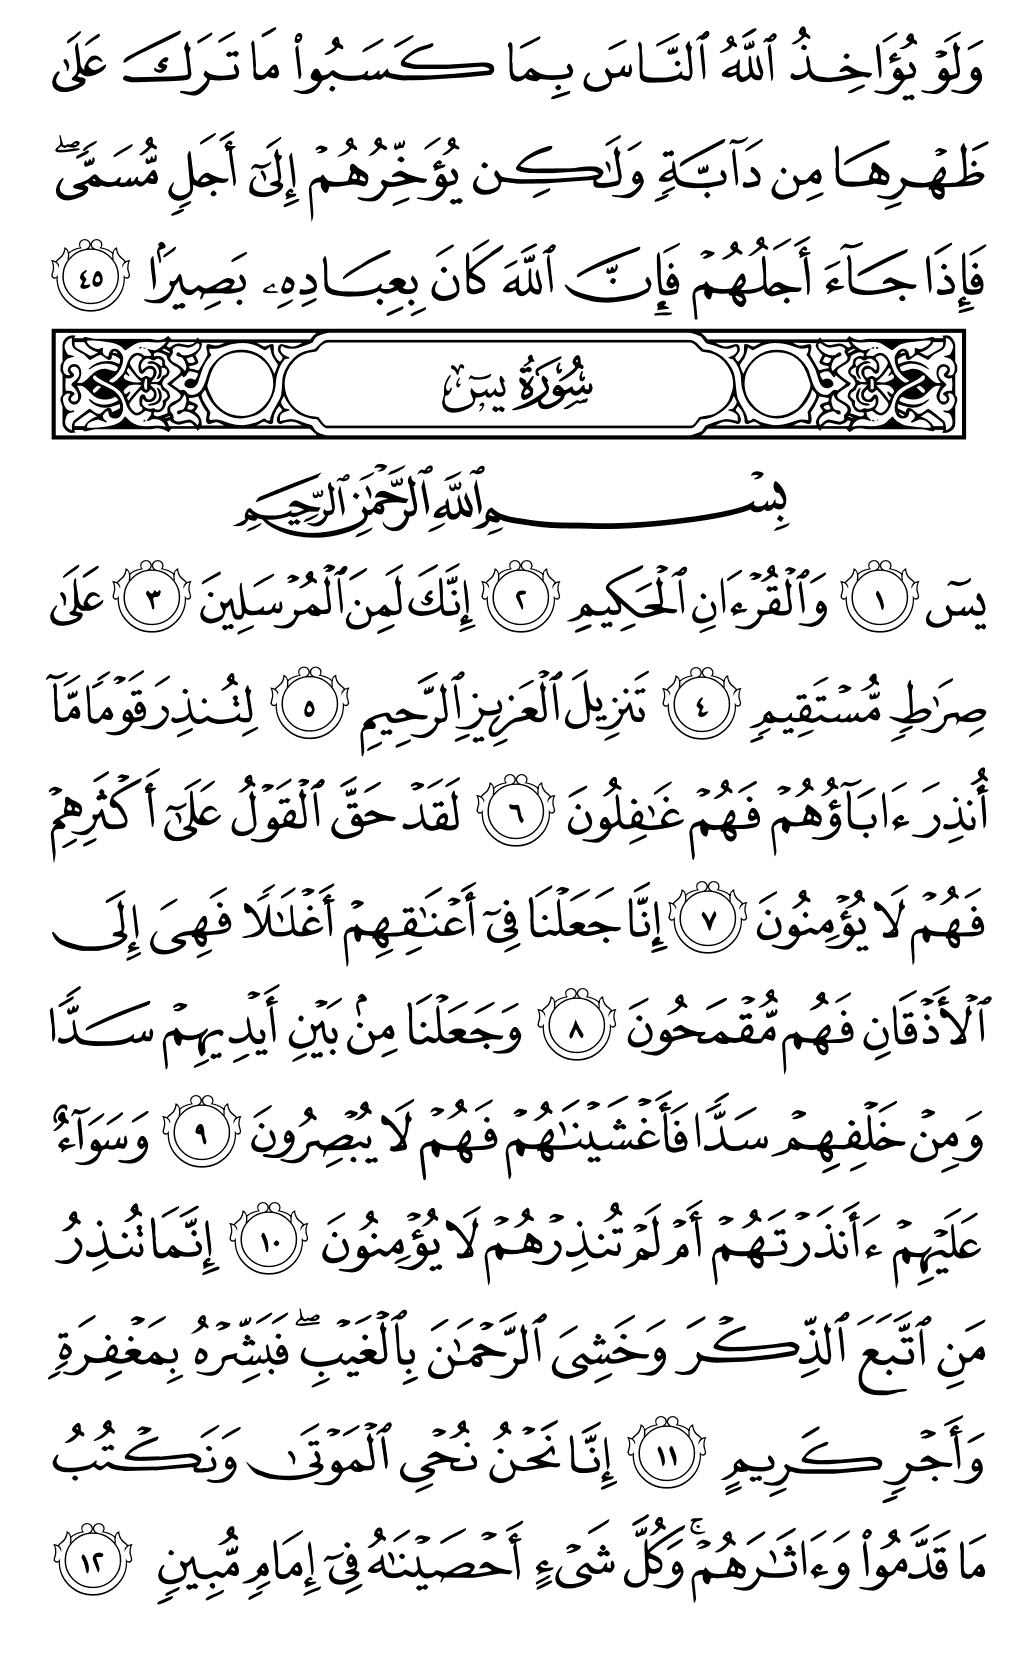 وَلَوۡ يُؤَاخِذُ ٱللَّهُ ٱلنَّاسَ بِمَا كَسَبُواْ مَا تَرَكَ عَلَىٰ
ظَهۡرِهَا مِن دَآبَّةٖ وَلَٰكِن يُؤَخِّرُهُمۡ إِلَىٰٓ أَجَلٖ مُّسَمّٗىۖ
فَإِذَا جَآءَ أَجَلُهُمۡ فَإِنَّ ٱللَّهَ كَانَ بِعِبَادِهِۦ بَصِيرَۢا ٤٥
سُورَةُ يسٓ
بِسۡمِ ٱللَّهِ ٱلرَّحۡمَٰنِ ٱلرَّحِيمِ
يسٓ ١ وَٱلۡقُرۡءَانِ ٱلۡحَكِيمِ ٢ إِنَّكَ لَمِنَ ٱلۡمُرۡسَلِينَ ٣ عَلَىٰ
صِرَٰطٖ مُّسۡتَقِيمٖ ٤ تَنزِيلَ ٱلۡعَزِيزِ ٱلرَّحِيمِ ٥ لِتُنذِرَ قَوۡمٗا مَّآ
أُنذِرَ ءَابَآؤُهُمۡ فَهُمۡ غَٰفِلُونَ ٦ لَقَدۡ حَقَّ ٱلۡقَوۡلُ عَلَىٰٓ أَكۡثَرِهِمۡ
فَهُمۡ لَا يُؤۡمِنُونَ ٧ إِنَّا جَعَلۡنَا فِيٓ أَعۡنَٰقِهِمۡ أَغۡلَٰلٗا فَهِيَ إِلَى
ٱلۡأَذۡقَانِ فَهُم مُّقۡمَحُونَ ٨ وَجَعَلۡنَا مِنۢ بَيۡنِ أَيۡدِيهِمۡ سَدّٗا
وَمِنۡ خَلۡفِهِمۡ سَدّٗا فَأَغۡشَيۡنَٰهُمۡ فَهُمۡ لَا يُبۡصِرُونَ ٩ وَسَوَآءٌ
عَلَيۡهِمۡ ءَأَنذَرۡتَهُمۡ أَمۡ لَمۡ تُنذِرۡهُمۡ لَا يُؤۡمِنُونَ ١٠ إِنَّمَا تُنذِرُ
مَنِ ٱتَّبَعَ ٱلذِّكۡرَ وَخَشِيَ ٱلرَّحۡمَٰنَ بِٱلۡغَيۡبِۖ فَبَشِّرۡهُ بِمَغۡفِرَةٖ
وَأَجۡرٖ كَرِيمٍ ١١ إِنَّا نَحۡنُ نُحۡيِ ٱلۡمَوۡتَىٰ وَنَكۡتُبُ
مَا قَدَّمُواْ وَءَاثَٰرَهُمۡۚ وَكُلَّ شَيۡءٍ أَحۡصَيۡنَٰهُ فِيٓ إِمَامٖ مُّبِينٖ ١٢